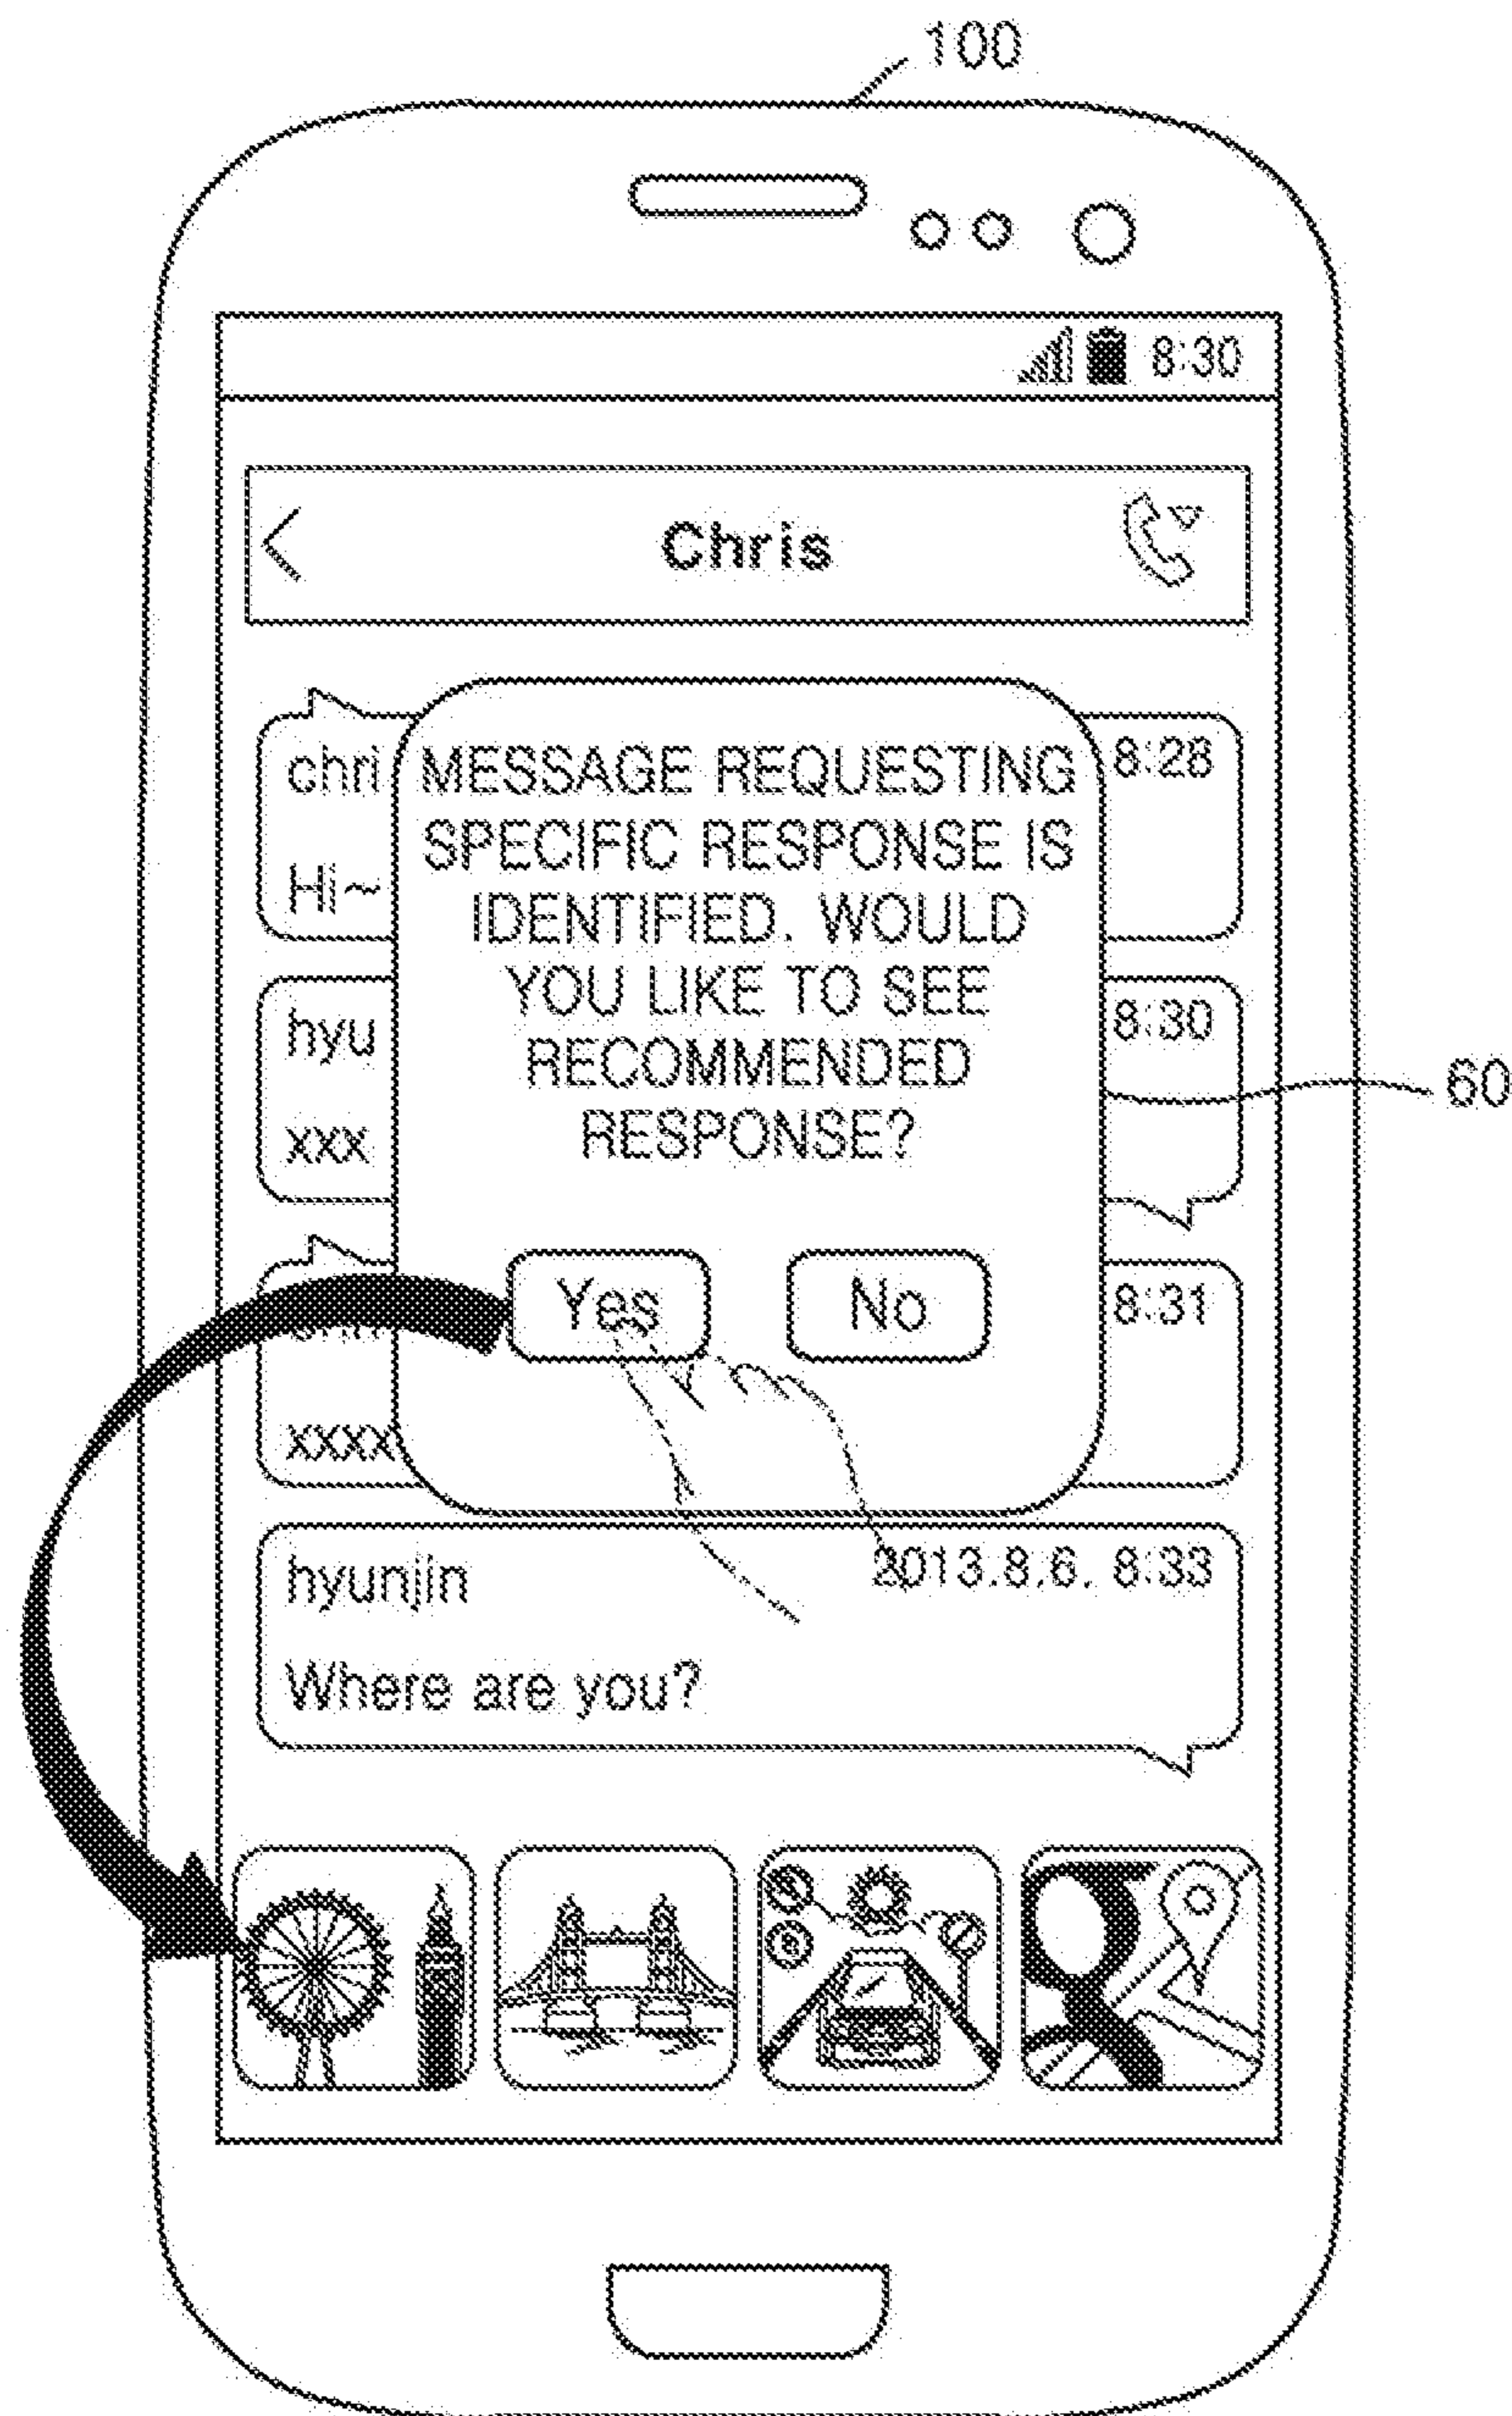 100
8:30
Chris
chri
8:28
MESSAGE REQUESTING
SPECIFIC RESPONSE IS
IDENTIFIED. WOULD
YOU LIKE TO SEE
RECOMMENDED
RESPONSE?
Hi~
hyu
8:30
xxx
60
Yes
No
8:31
xxxx
hyunjin
2013.8.6. 8:33
Where are you?